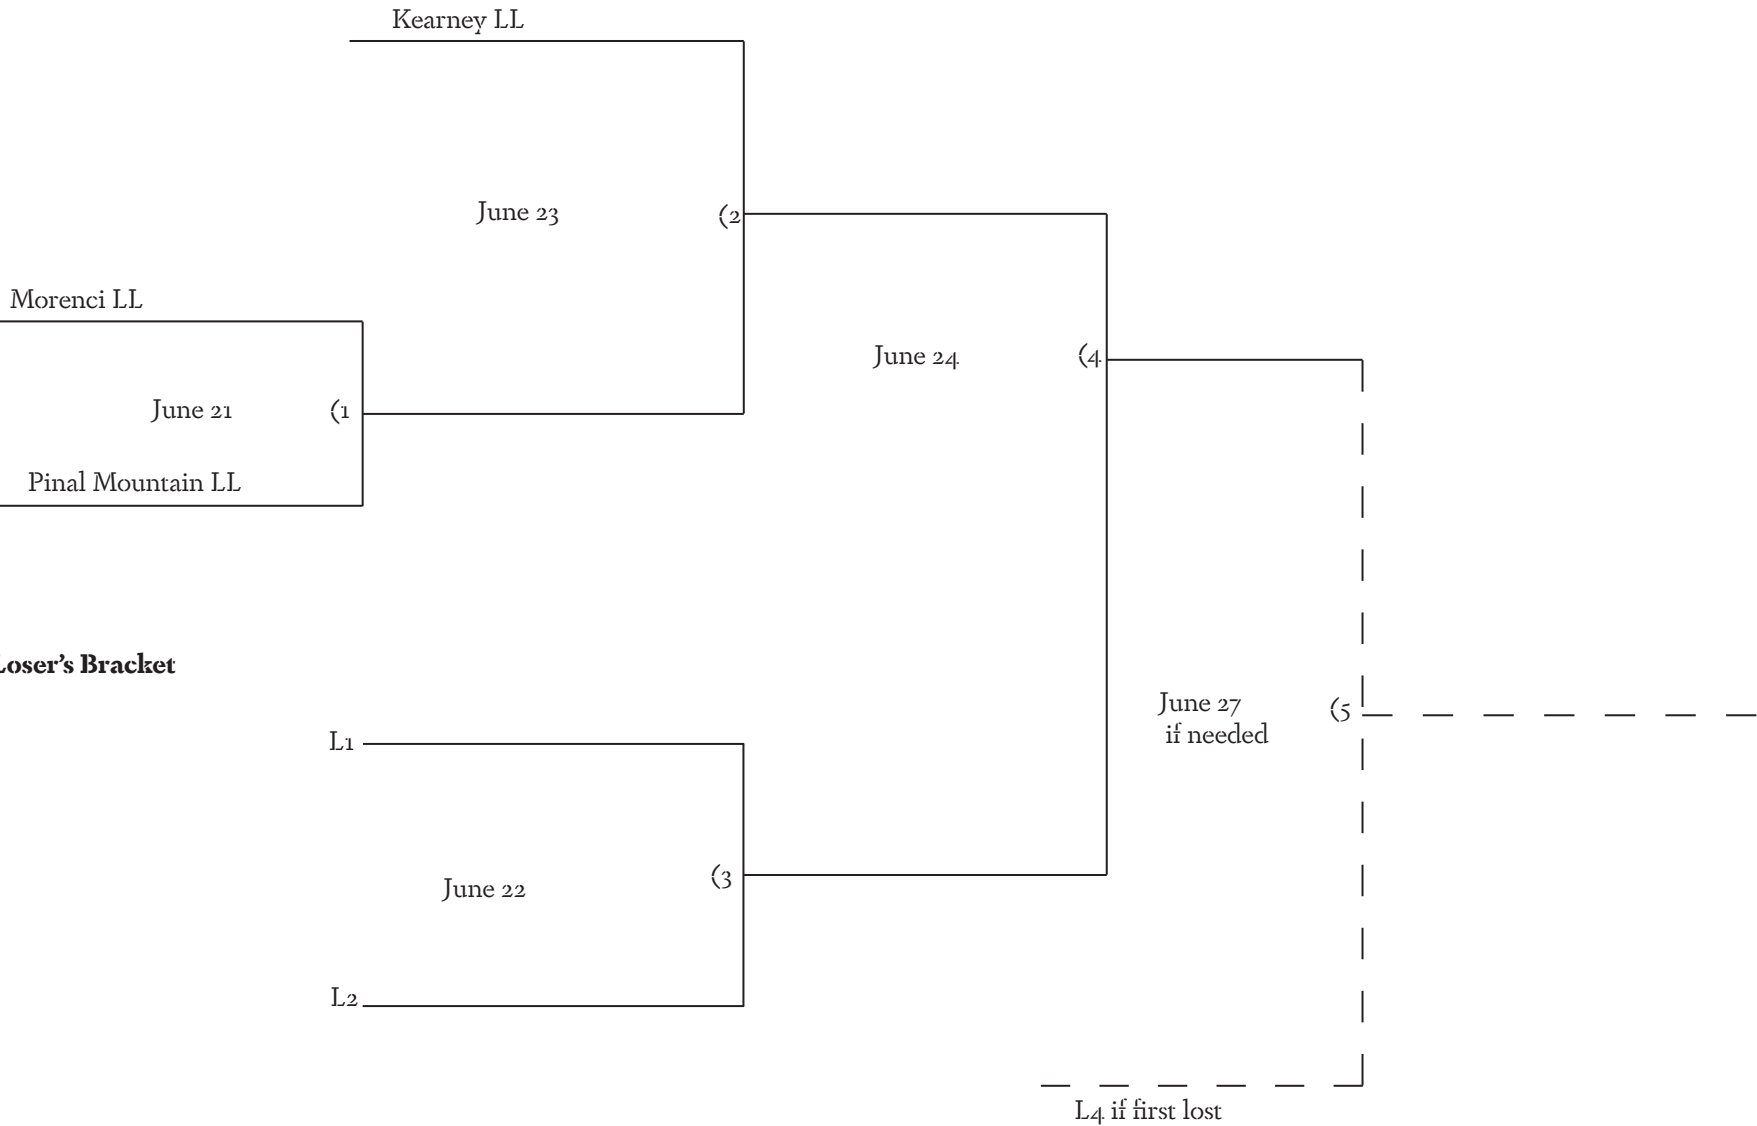 Kearney LL
June 23
(2
Morenci LL
June 24
(4
June 21
(1
Pinal Mountain LL
Loser's Bracket
June 27
if needed
(5
L1
June 22
(3
L2
L4 if first lost